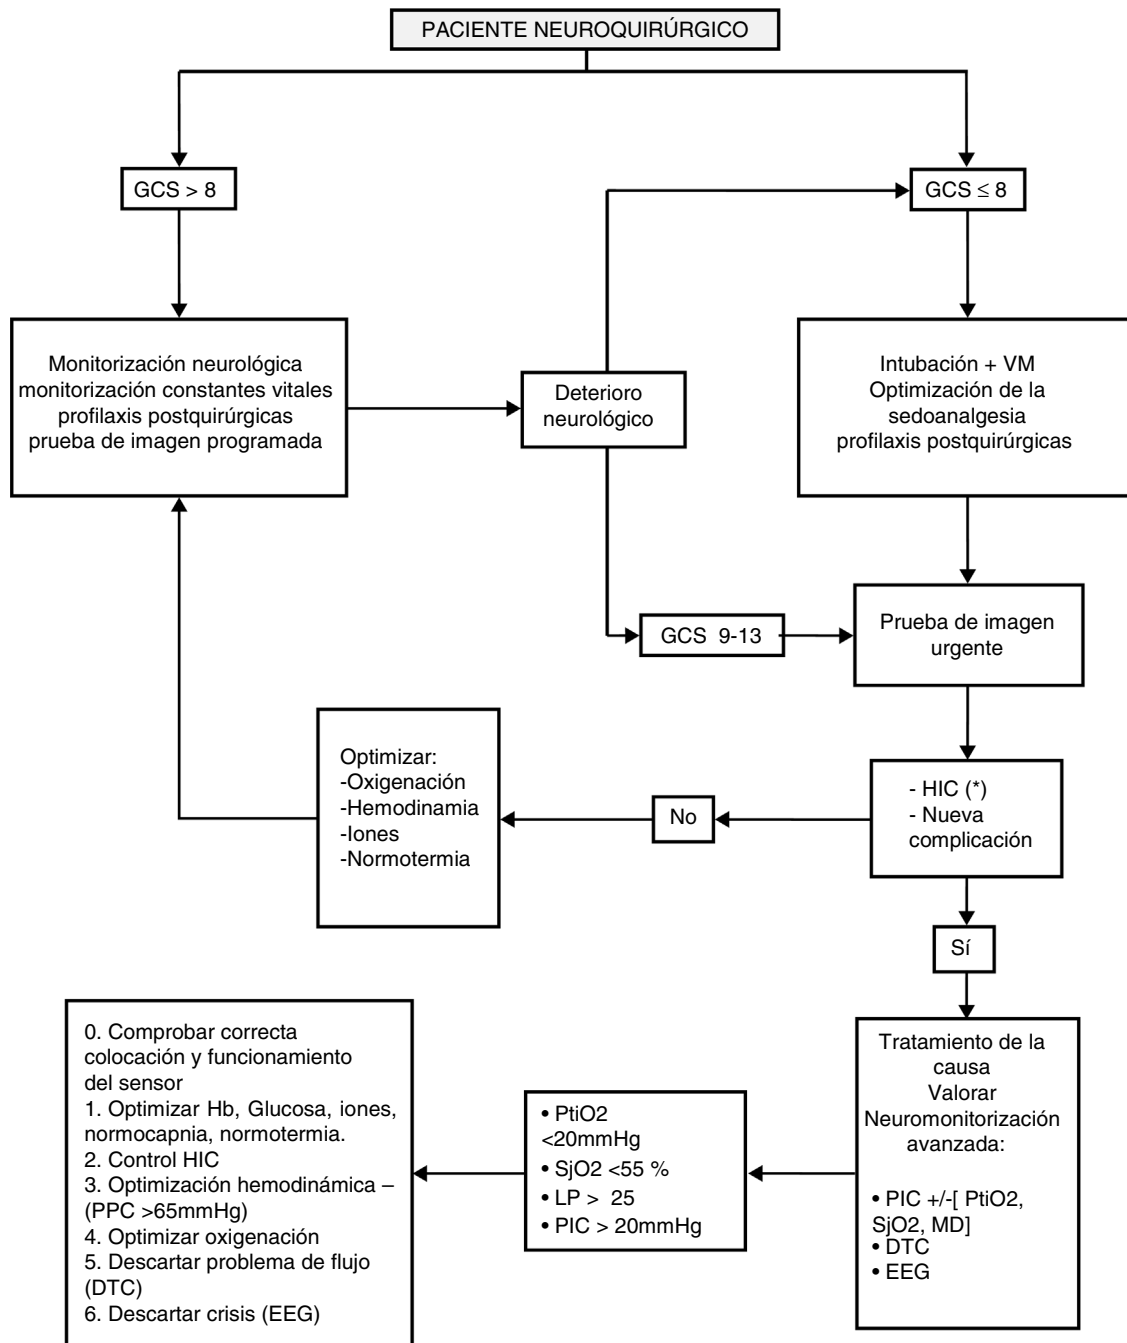 PACIENTE NEUROQUIRÚRGICO
GCS > 8
GCS ≤ 8
Monitorización neurológica
monitorización constantes vitales
profilaxis postquirúrgicas
prueba de imagen programada
Deterioro
neurológico
Intubación + VM
Optimización de la
sedoanalgesia
profilaxis postquirúrgicas
GCS 9-13
Prueba de imagen
urgente
Optimizar:
-Oxigenación
-Hemodinamia
-Iones
-Normotermia
No
- HIC (*)
- Nueva
complicación
Sí
0. Comprobar correcta
colocación y funcionamiento
del sensor
1. Optimizar Hb, Glucosa, iones,
normocapnia, normotermia.
2. Control HIC
3. Optimización hemodinámica –
(PPC >65mmHg)
4. Optimizar oxigenación
5. Descartar problema de flujo
(DTC)
6. Descartar crisis (EEG)
• PtiO2
<20mmHg
• SjO2 <55 %
• LP > 25
• PIC > 20mmHg
Tratamiento de la
causa
Valorar
Neuromonitorización
avanzada:
• PIC +/-[ PtiO2,
SjO2, MD]
• DTC
• EEG